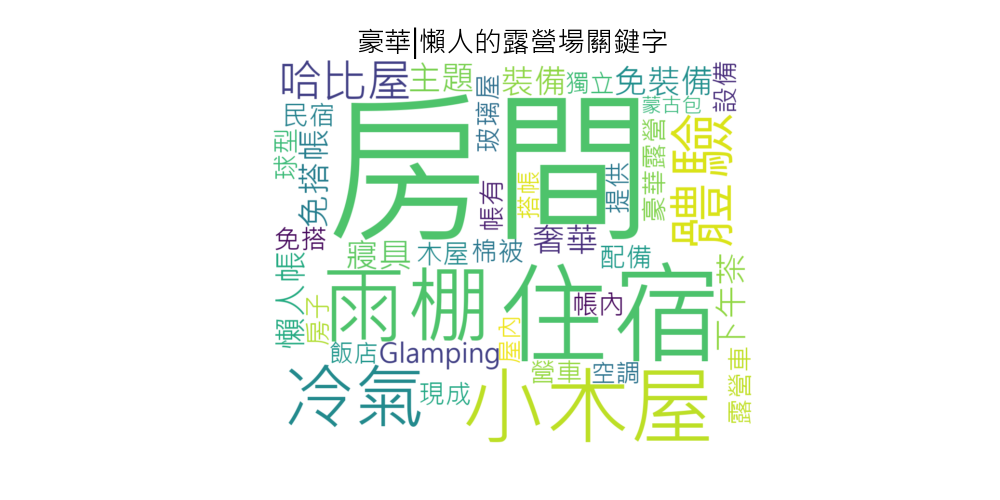 豪華|懶人的露營場關鍵字
哈比屋
主題
裝備
獨立
免裝備
設備
民宿
玻璃屋
蒙古包
球型
免搭帳
房間
體驗
豪華露營
提供
搭帳
帳有
免搭
奢華
寢具
木屋
棉被
配備
下午茶
懶人帳
房子
雨棚
住宿
帳內
飯店
Glamping
屋內
營車
空調
露營車
冷氣
現成
小木屋